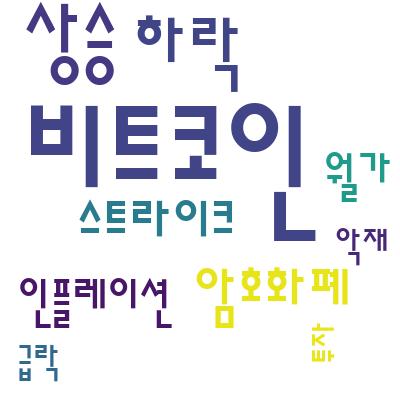 상승 하락
비트코인
월가
스트라이크
악재
인플레이션 암호화폐
투자
급락